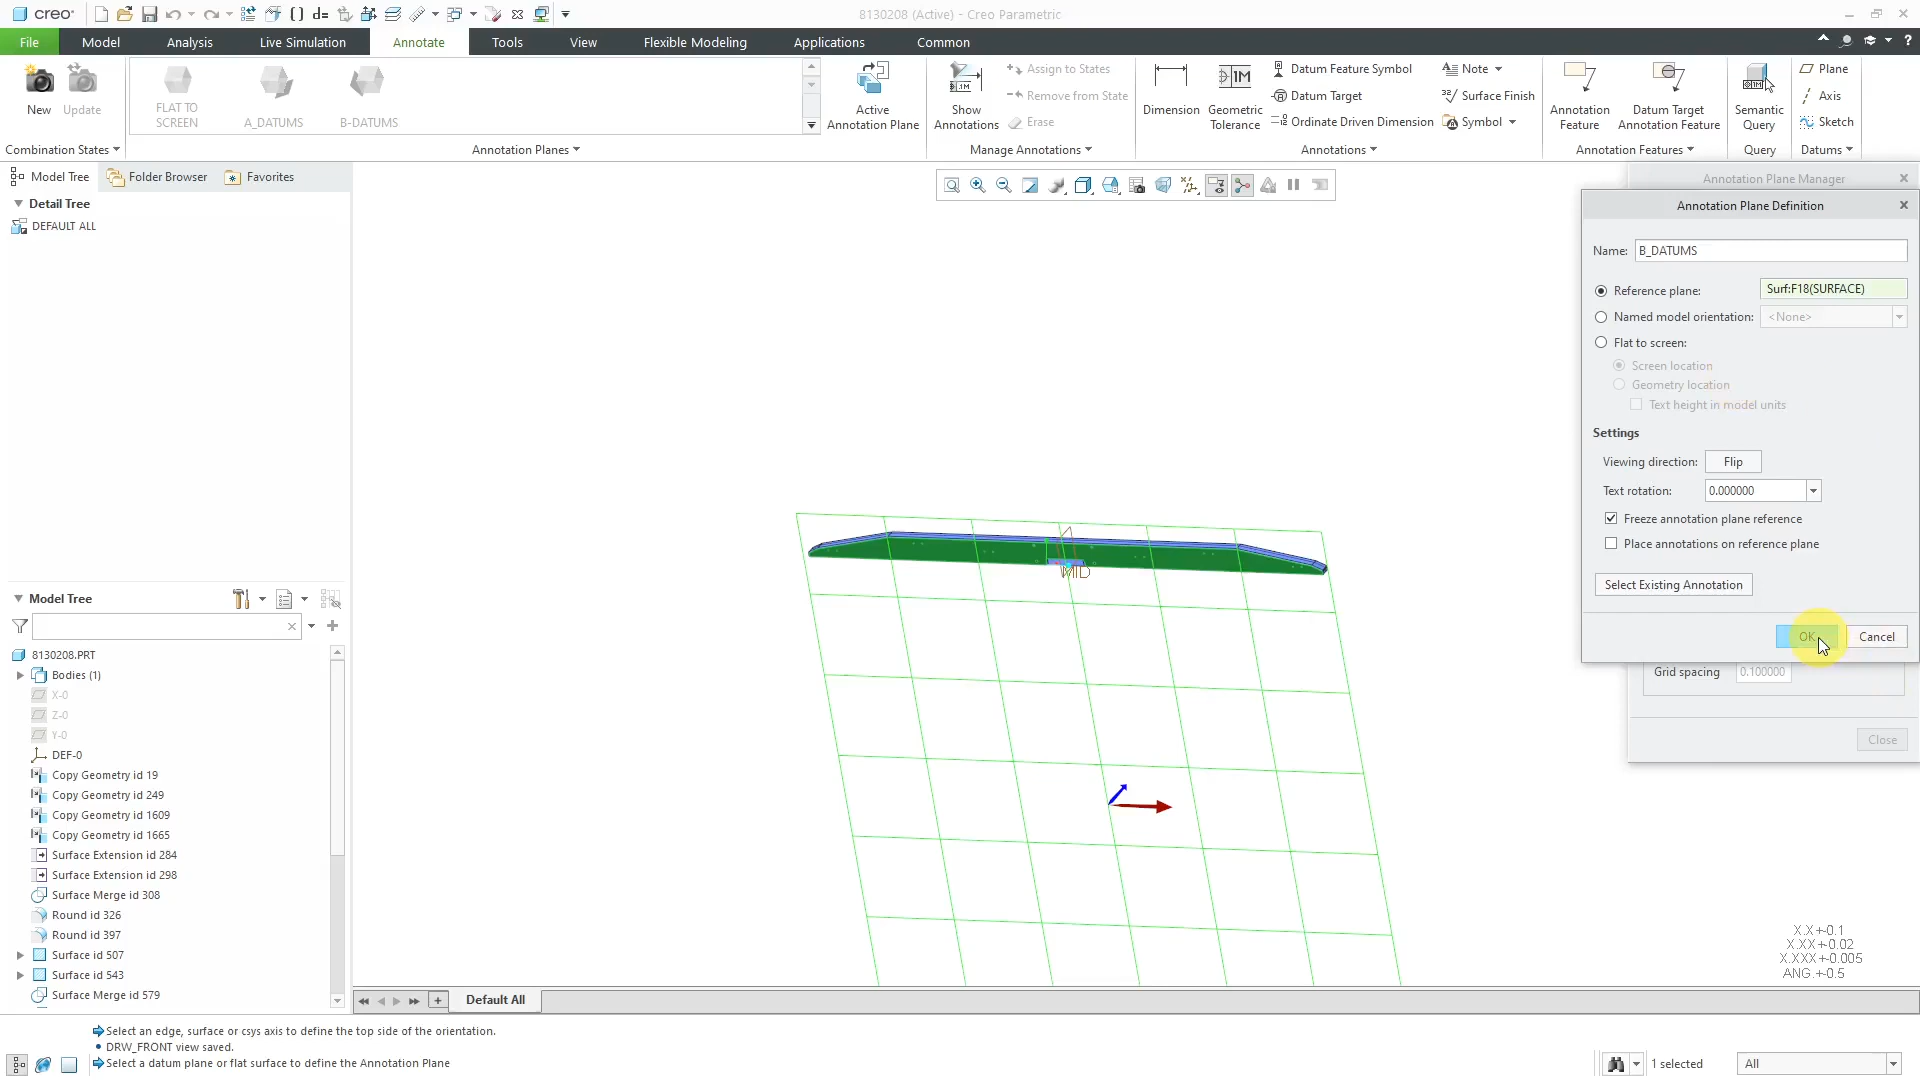 creo
8130208 (Active) - Creo Parametric
File Model Analysis Live Simulation Annotate Tools View Flexible Modeling Applications Common
New
Update
Combination States
FLAT TO SCREEN
A_DATUMS
B-DATUMS
Annotation Planes
Active Annotation Plane
Show Annotations
Assign to States
Remove from State
Erase
Manage Annotations
Dimension
Geometric Tolerance
Datum Feature Symbol
Datum Target
Ordinate Driven Dimension
Note
Surface Finish
Symbol
Annotations
Annotation Feature
Datum Target Annotation Feature
Annotation Features
Semantic Query
Query
Plane
Axis
Sketch
Datums
Model Tree Folder Browser Favorites
Detail Tree
DEFAULT ALL
Model Tree
8130208.PRT
Bodies (1)
X-0
Z-0
Y-0
DEF-0
Copy Geometry id 19
Copy Geometry id 249
Copy Geometry id 1609
Copy Geometry id 1665
Surface Extension id 284
Surface Extension id 298
Surface Merge id 308
Round id 326
Round id 397
Surface id 507
Surface id 543
Surface Merge id 579
MID
Annotation Plane Manager
Annotation Plane Definition
Name: B_DATUMS
Reference plane: Surf:F18(SURFACE)
Named model orientation: <None>
Flat to screen:
Screen location
Geometry location
Text height in model units
Settings
Viewing direction: Flip
Text rotation: 0.000000
Freeze annotation plane reference
Place annotations on reference plane
Select Existing Annotation
OK Cancel
Grid spacing 0.100000
Close
X.X+-0.1
X.XX+-0.02
X.XXX+-0.005
ANG.+-0.5
Default All
Select an edge, surface or csys axis to define the top side of the orientation.
DRW_FRONT view saved.
Select a datum plane or flat surface to define the Annotation Plane
1 selected
All